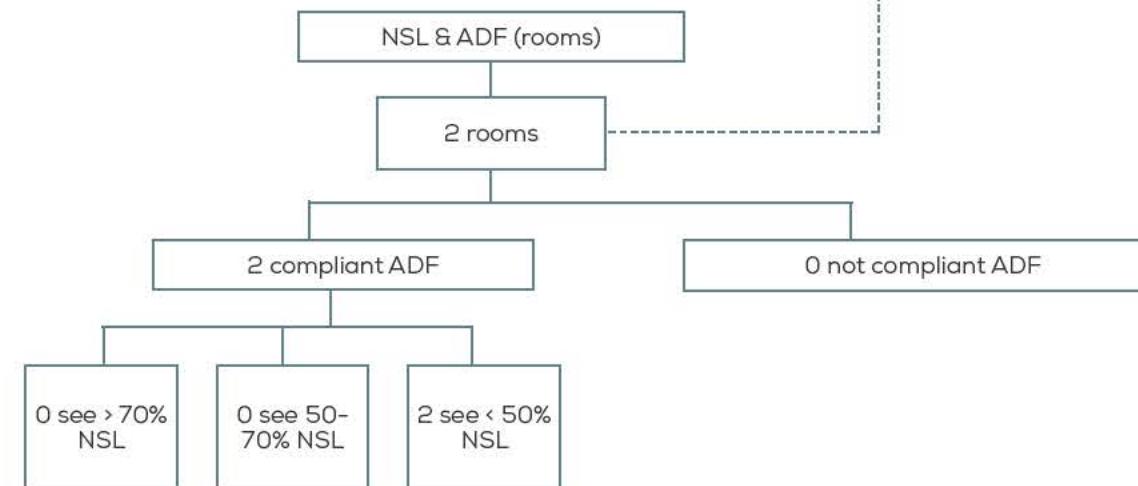 NSL & ADF (rooms)
2 rooms
2 compliant ADF
0 not compliant ADF
0 see > 70%
NSL
0 see 50-
70% NSL
2 see < 50%
NSL